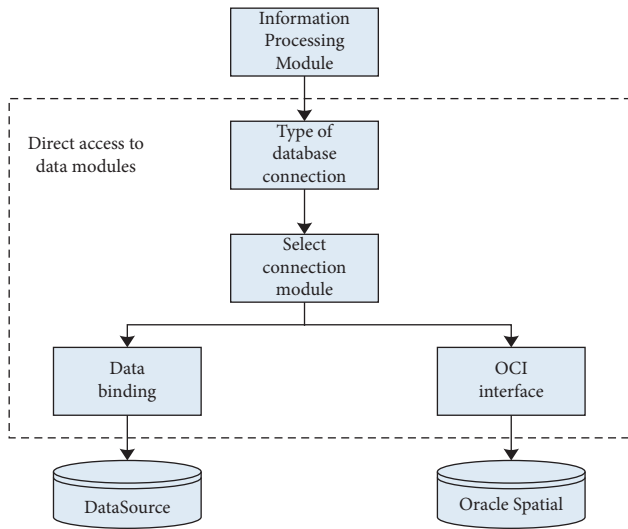 Information
Processing
Module
Direct access to
data modules
Type of
database
connection
Select
connection
module
Data
binding
OCI
interface
DataSource
Oracle Spatial